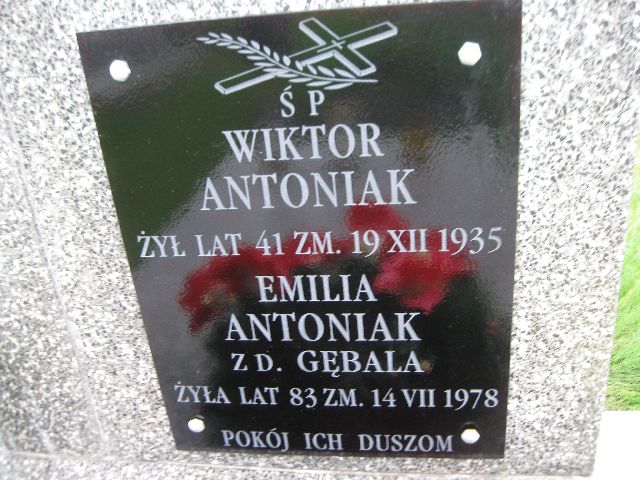 Ś P
WIKTOR
ANTONIAK
ŻYŁ LAT 41 ZM. 19 XII 1935
EMILIA
ANTONIAK
Z D. GĘBALA
ŻYŁA LAT 83 ZM. 14 VII 1978
POKÓJ ICH DUSZOM